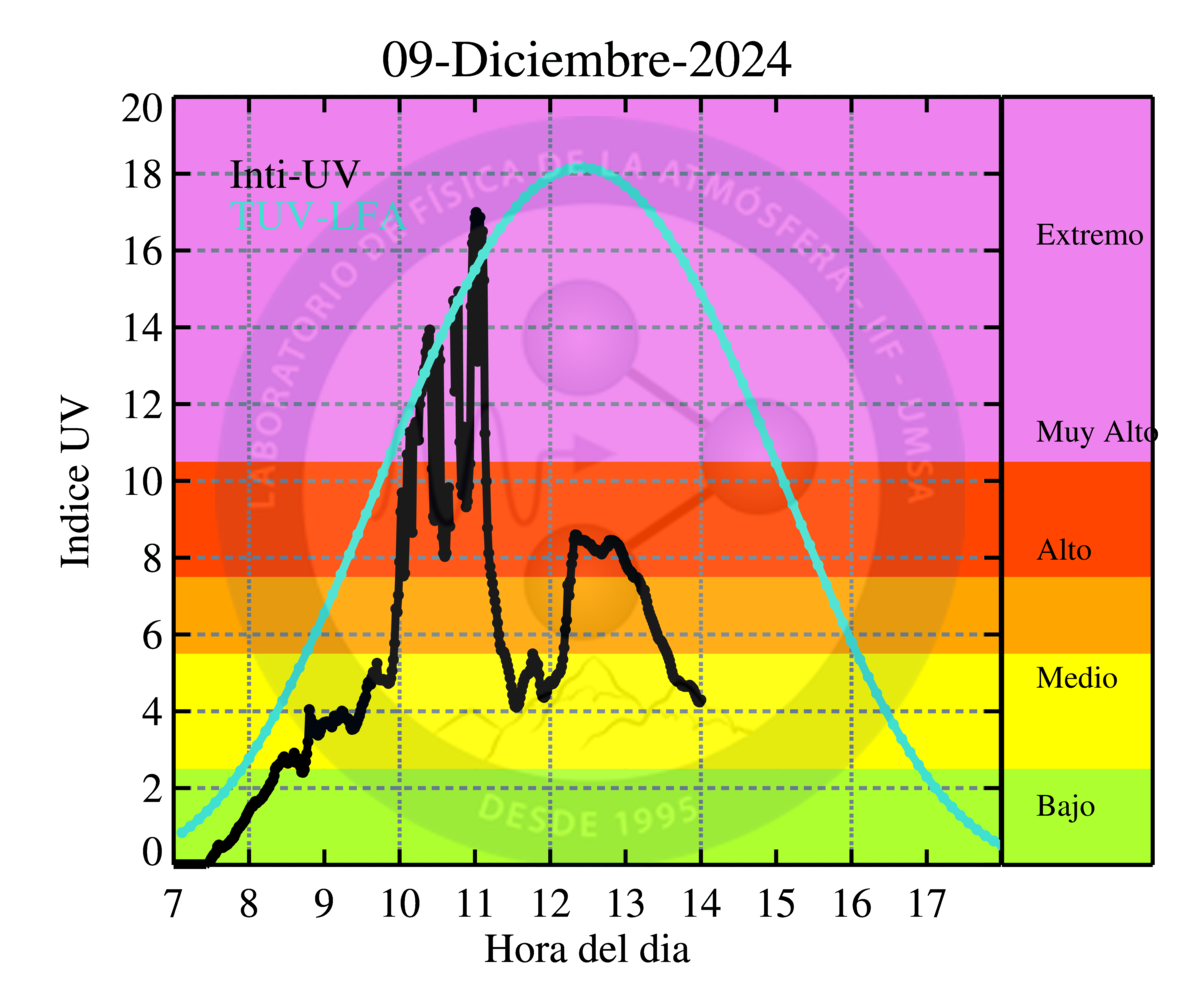 09-Diciembre-2024
20
18
16
14
12
10
8
6
4
2
0
Indice UV
Inti-UV
TUV-LFA
LABORATORIO DE FÍSICA DE LA ATMÓSFERA - IIF - UMSA
DESDE 1995
Extremo
Muy Alto
Alto
Medio
Bajo
7 8 9 10 11 12 13 14 15 16 17
Hora del dia